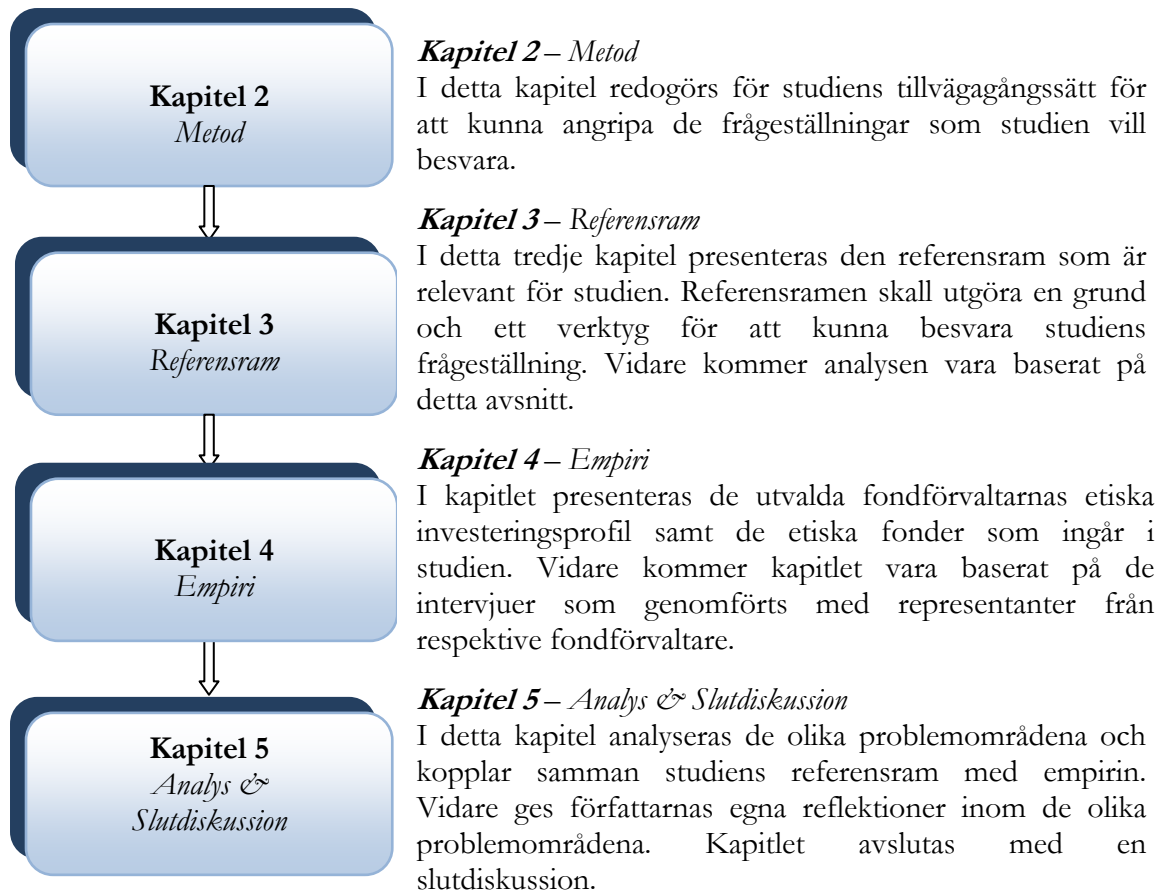 Kapitel 2
Metod
Kapitel 2 – Metod
I detta kapitel redogörs för studiens tillvägagångssätt för
att kunna angripa de frågeställningar som studien vill
besvara.
Kapitel 3
Referensram
Kapitel 3 – Referensram
I detta tredje kapitel presenteras den referensram som är
relevant för studien. Referensramen skall utgöra en grund
och ett verktyg för att kunna besvara studiens
frågeställning. Vidare kommer analysen vara baserat på
detta avsnitt.
Kapitel 4
Empiri
Kapitel 4 – Empiri
I kapitlet presenteras de utvalda fondförvaltarnas etiska
investeringsprofil samt de etiska fonder som ingår i
studien. Vidare kommer kapitlet vara baserat på de
intervjuer som genomförts med representanter från
respektive fondförvaltare.
Kapitel 5
Analys &
Slutdiskussion
Kapitel 5 – Analys & Slutdiskussion
I detta kapitel analyseras de olika problemområdena och
kopplar samman studiens referensram med empirin.
Vidare ges författarnas egna reflektioner inom de olika
problemområdena. Kapitlet avslutas med en
slutdiskussion.